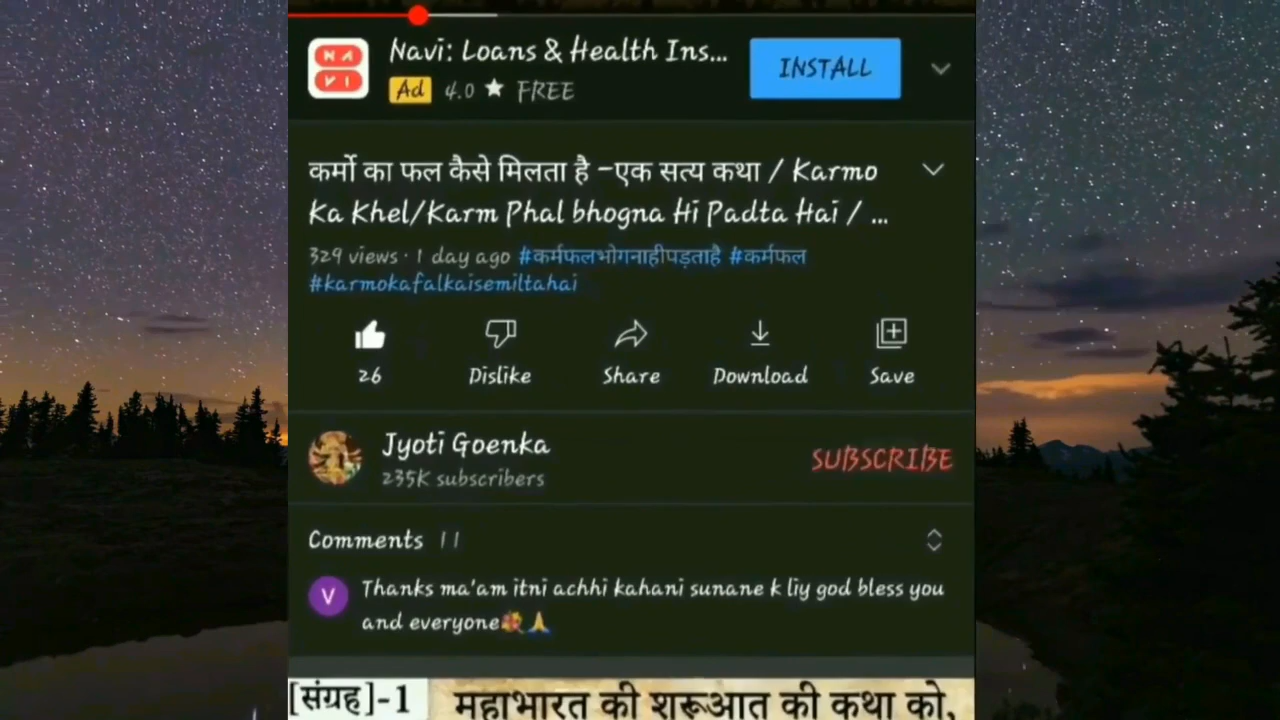 NAVI
Navi: Loans & Health Ins...
INSTALL
Ad 4.0 ★ FREE
कर्मो का फल कैसे मिलता है -एक सत्य कथा / Karmo
Ka Khel/Karm Phal bhogna Hi Padta Hai / ...
329 views · 1 day ago #कर्मफलभोगनाहीपड़ताहै #कर्मफल
#karmokafalkaisemiltahai
26 Dislike Share Download Save
Jyoti Goenka
235K subscribers
SUBSCRIBE
Comments 11
V
Thanks ma'am itni achhi kahani sunane k liy god bless you
and everyone💐🙏
[संग्रह]-1
महाभारत की शुरूआत की कथा को,